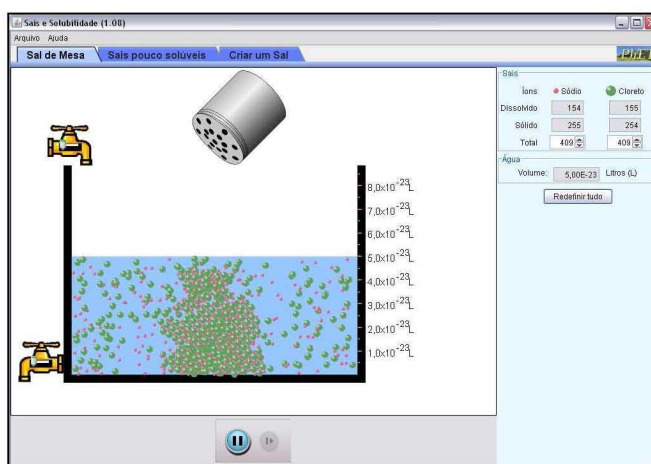 Sais e Solubilidade (1.08)
Arquivo Ajuda
Sal de Mesa Sais pouco solúveis Criar um Sal
PhET
Sais
Íons Sódio Cloreto
Dissolvido 154 155
Sólido 255 254
Total 409 409
Água
Volume: 5,00E-23 Litros (L)
Redefinir tudo
8,0x10⁻²³L
7,0x10⁻²³L
6,0x10⁻²³L
5,0x10⁻²³L
4,0x10⁻²³L
3,0x10⁻²³L
2,0x10⁻²³L
1,0x10⁻²³L